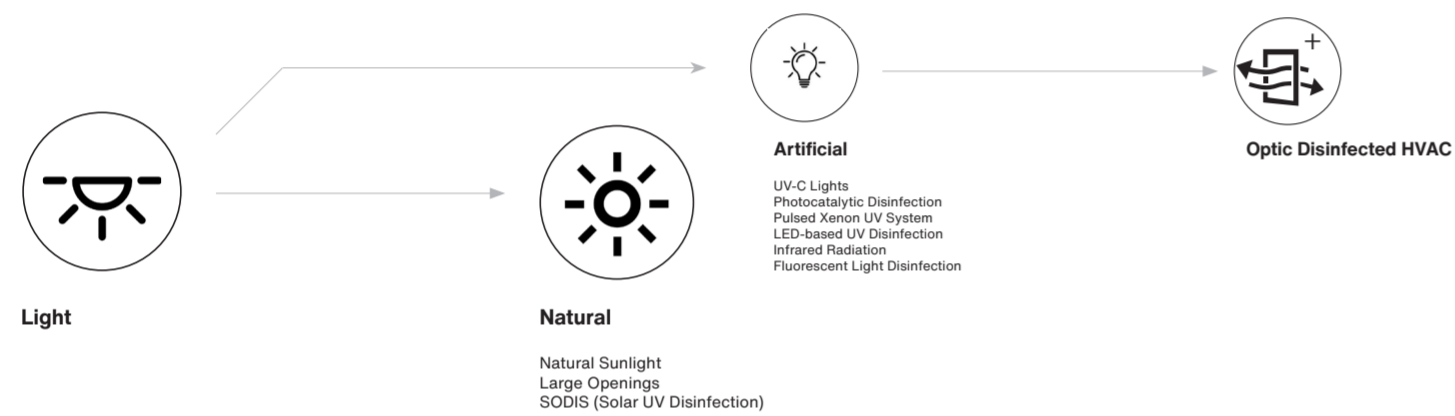 Artificial
UV-C Lights
Photocatalytic Disinfection
Pulsed Xenon UV System
LED-based UV Disinfection
Infrared Radiation
Fluorescent Light Disinfection
Optic Disinfected HVAC
Light
Natural
Natural Sunlight
Large Openings
SODIS (Solar UV Disinfection)